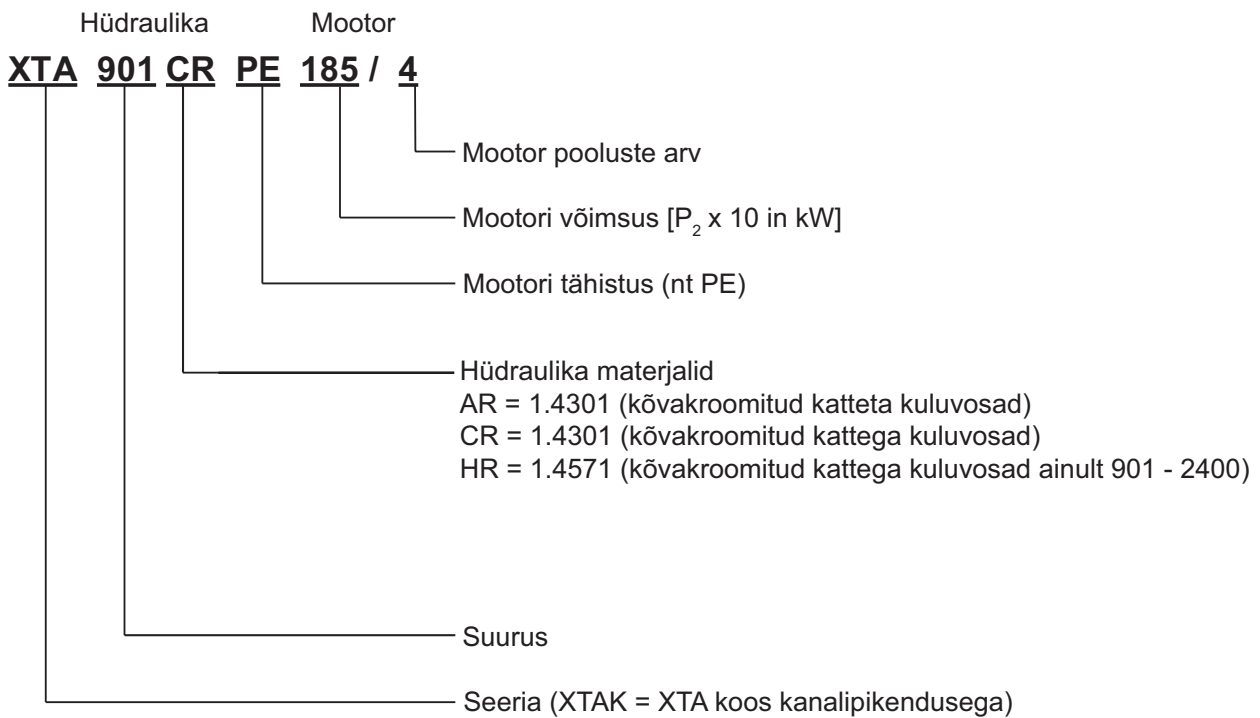 Hüdraulika Mootor
XTA 901 CR PE 185 / 4
Mootor pooluste arv
Mootori võimsus [P2 x 10 in kW]
Mootori tähistus (nt PE)
Hüdraulika materjalid
AR = 1.4301 (kõvakroomitud katteta kuluvosad)
CR = 1.4301 (kõvakroomitud kattega kuluvosad)
HR = 1.4571 (kõvakroomitud kattega kuluvosad ainult 901 - 2400)
Suurus
Seeria (XTAK = XTA koos kanalipikendusega)